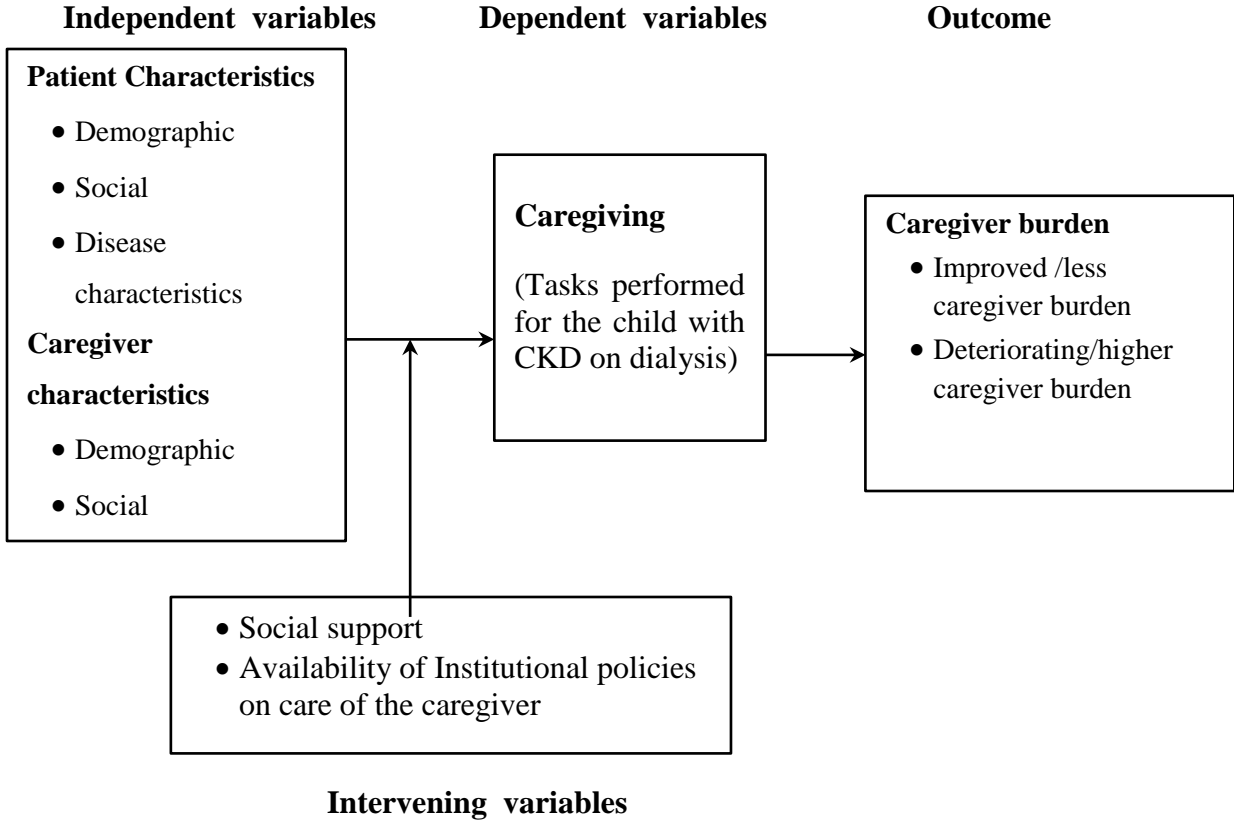 Independent variables
Dependent variables
Outcome
Patient Characteristics
• Demographic
• Social
• Disease
characteristics
Caregiver
characteristics
• Demographic
• Social
Caregiving
(Tasks performed
for the child with
CKD on dialysis)
Caregiver burden
• Improved /less
caregiver burden
• Deteriorating/higher
caregiver burden
• Social support
• Availability of Institutional policies
on care of the caregiver
Intervening variables